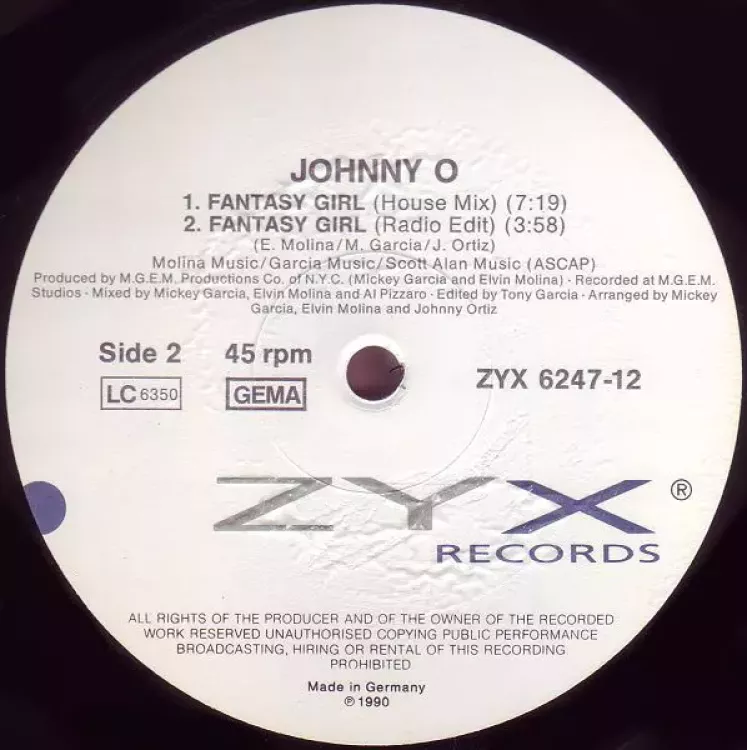 JOHNNY O
1. FANTASY GIRL (House Mix) (7:19)
2. FANTASY GIRL (Radio Edit) (3:58)
(E. Molina/M. Garcia/J. Ortiz)
Molina Music/Garcia Music/Scott Alan Music (ASCAP)
Produced by M.G.E.M. Productions Co. of N.Y.C. (Mickey Garcia and Elvin Molina) · Recorded at M.G.E.M.
Studios · Mixed by Mickey Garcia, Elvin Molina and Al Pizzaro · Edited by Tony Garcia · Arranged by Mickey
Garcia, Elvin Molina and Johnny Ortiz
Side 2 45 rpm
LC 6350 GEMA
ZYX 6247-12
ZYX ®
RECORDS
ALL RIGHTS OF THE PRODUCER AND OF THE OWNER OF THE RECORDED
WORK RESERVED UNAUTHORISED COPYING PUBLIC PERFORMANCE
BROADCASTING, HIRING OR RENTAL OF THIS RECORDING
PROHIBITED
Made in Germany
℗ 1990